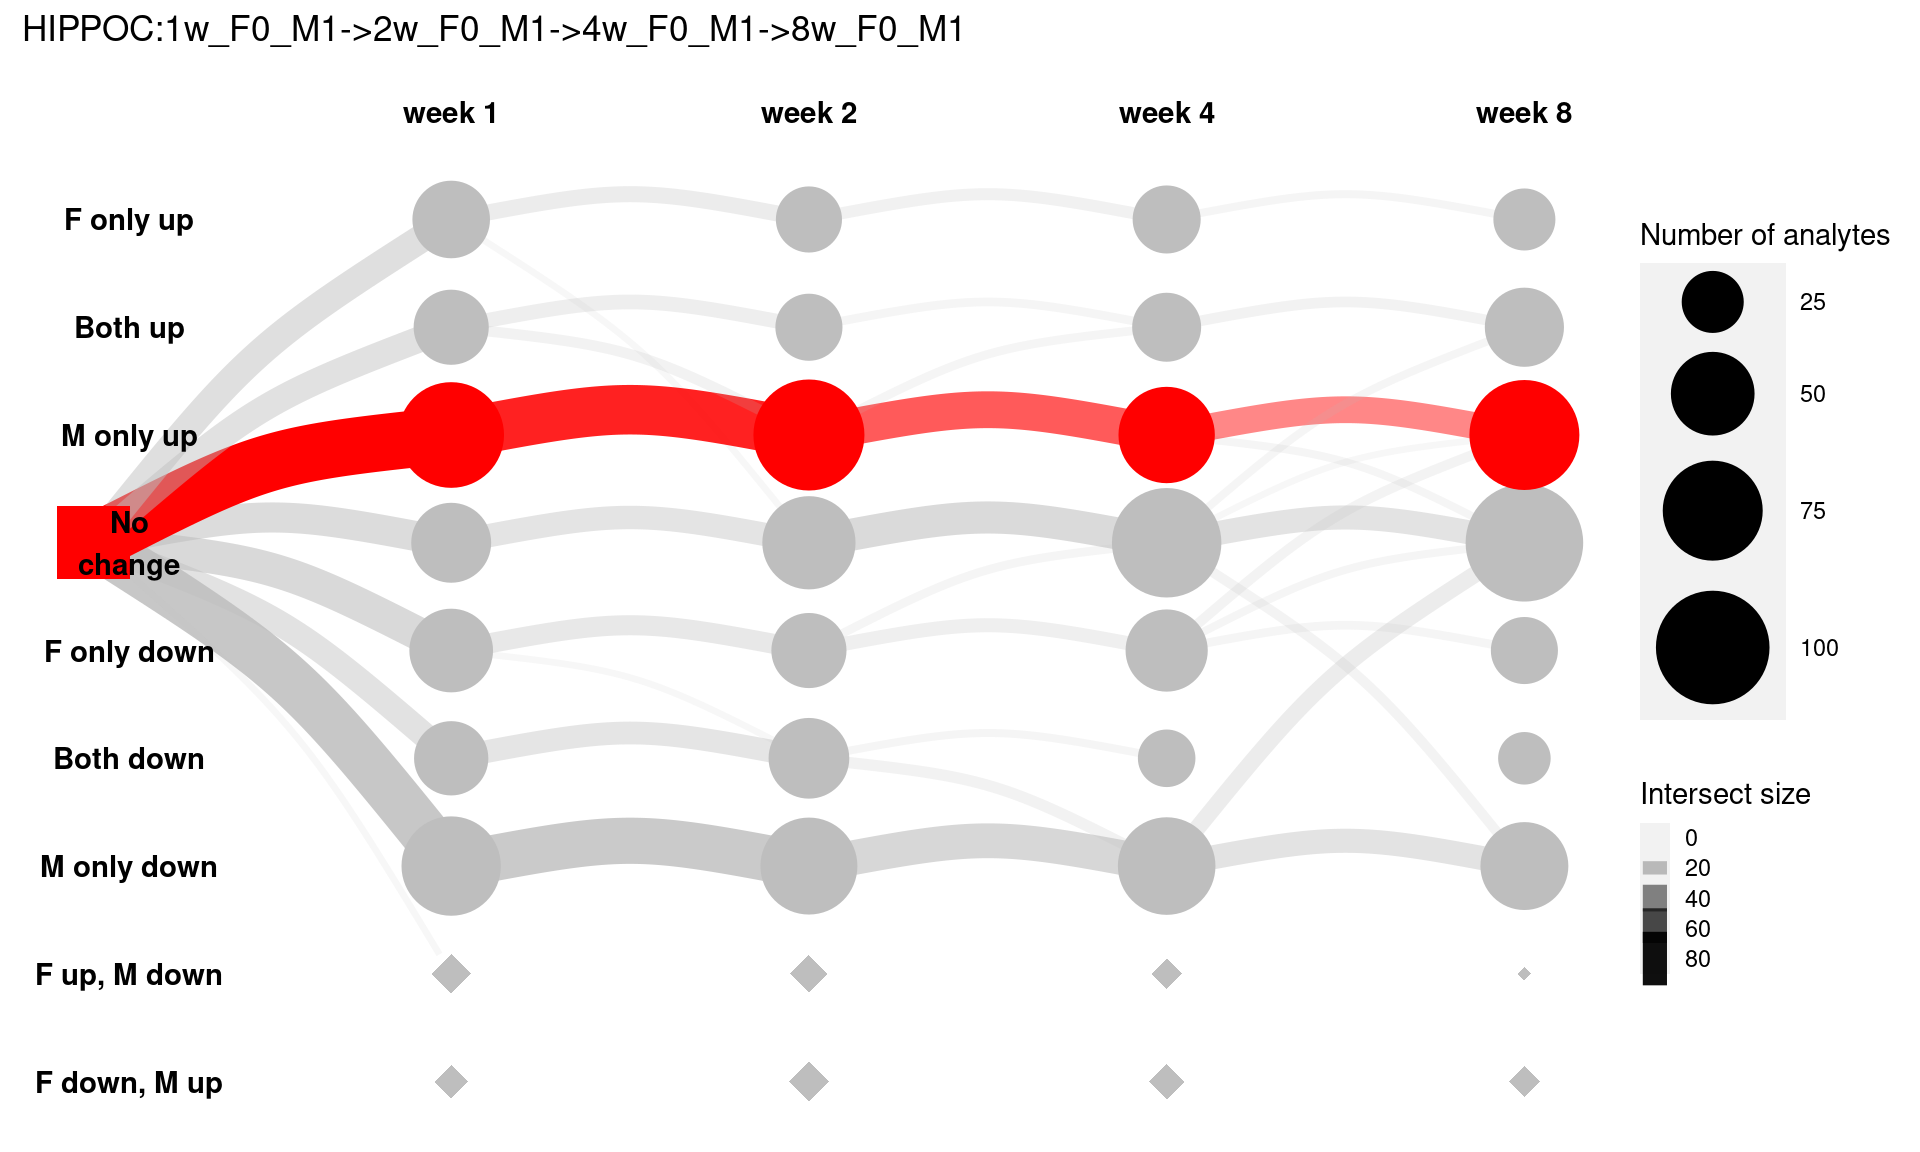 HIPPOC:1w_F0_M1->2w_F0_M1->4w_F0_M1->8w_F0_M1
week 1
week 2
week 4
week 8
F only up
Both up
M only up
No
change
F only down
Both down
M only down
F up, M down
F down, M up
Number of analytes
25
50
75
100
Intersect size
0
20
40
60
80